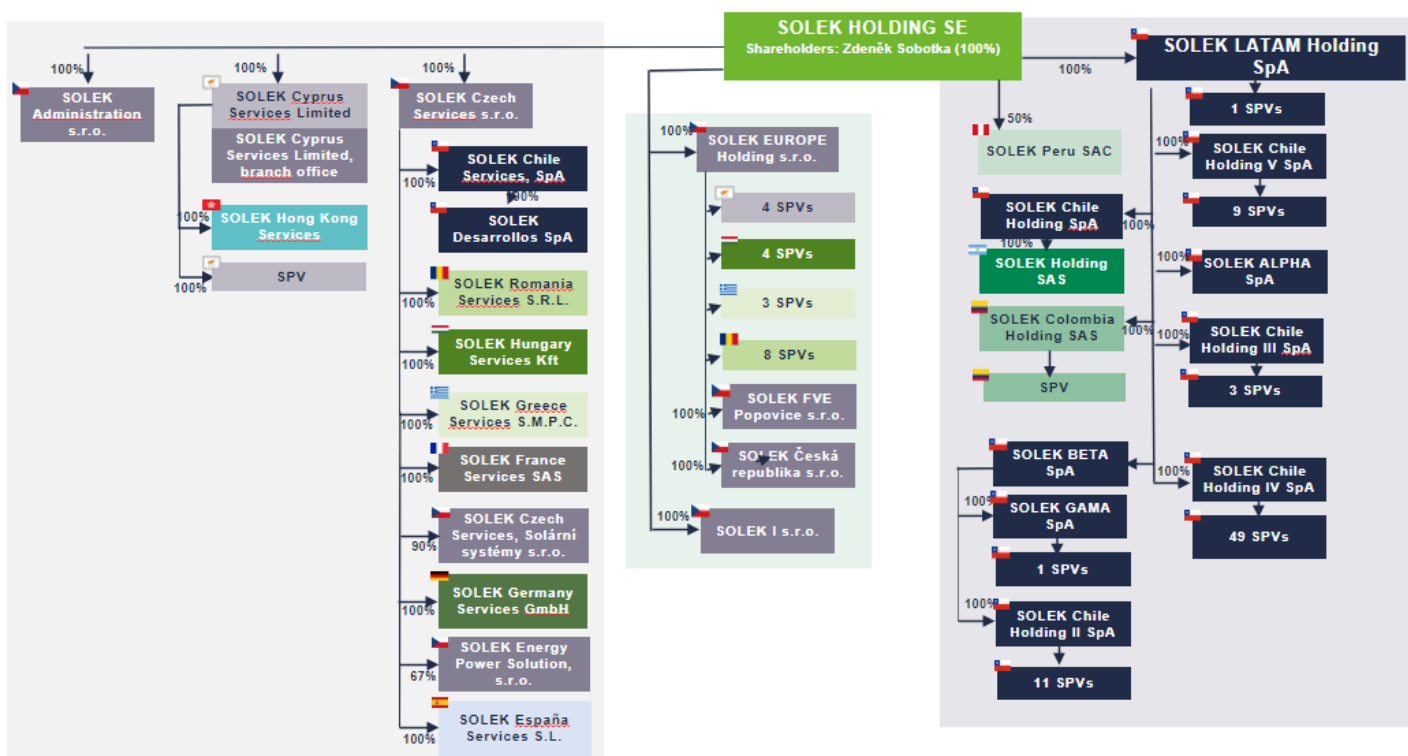 SOLEK HOLDING SE
Shareholders: Zdeněk Sobotka (100%)
100%
SOLEK
Administration
s.r.o.
100%
SOLEK Cyprus
Services Limited
SOLEK Cyprus
Services Limited,
branch office
100%
SOLEK Hong Kong
Services
100%
SPV
100%
SOLEK Czech
Services s.r.o.
100%
SOLEK Chile
Services, SpA
90%
SOLEK
Desarrollos SpA
100%
SOLEK Romania
Services S.R.L.
100%
SOLEK Hungary
Services Kft
100%
SOLEK Greece
Services S.M.P.C.
100%
SOLEK France
Services SAS
100%
SOLEK Czech
Services, Solární
systémy s.r.o.
90%
SOLEK Germany
Services GmbH
100%
SOLEK Energy
Power Solution,
s.r.o.
67%
SOLEK España
Services S.L.
100%
100%
SOLEK EUROPE
Holding s.r.o.
4 SPVs
4 SPVs
3 SPVs
8 SPVs
SOLEK FVE
Popovice s.r.o.
100%
SOLEK Česká
republika s.r.o.
100%
100%
SOLEK I s.r.o.
100%
SOLEK LATAM Holding
SpA
50%
SOLEK Peru SAC
SOLEK Chile
Holding SpA
100%
100%
SOLEK Holding
SAS
SOLEK Colombia
Holding SAS
100%
SPV
SOLEK BETA
SpA
100%
SOLEK GAMA
SpA
1 SPVs
100%
SOLEK Chile
Holding II SpA
11 SPVs
1 SPVs
100%
SOLEK Chile
Holding V SpA
9 SPVs
100%
SOLEK ALPHA
SpA
100%
SOLEK Chile
Holding III SpA
3 SPVs
100%
SOLEK Chile
Holding IV SpA
49 SPVs